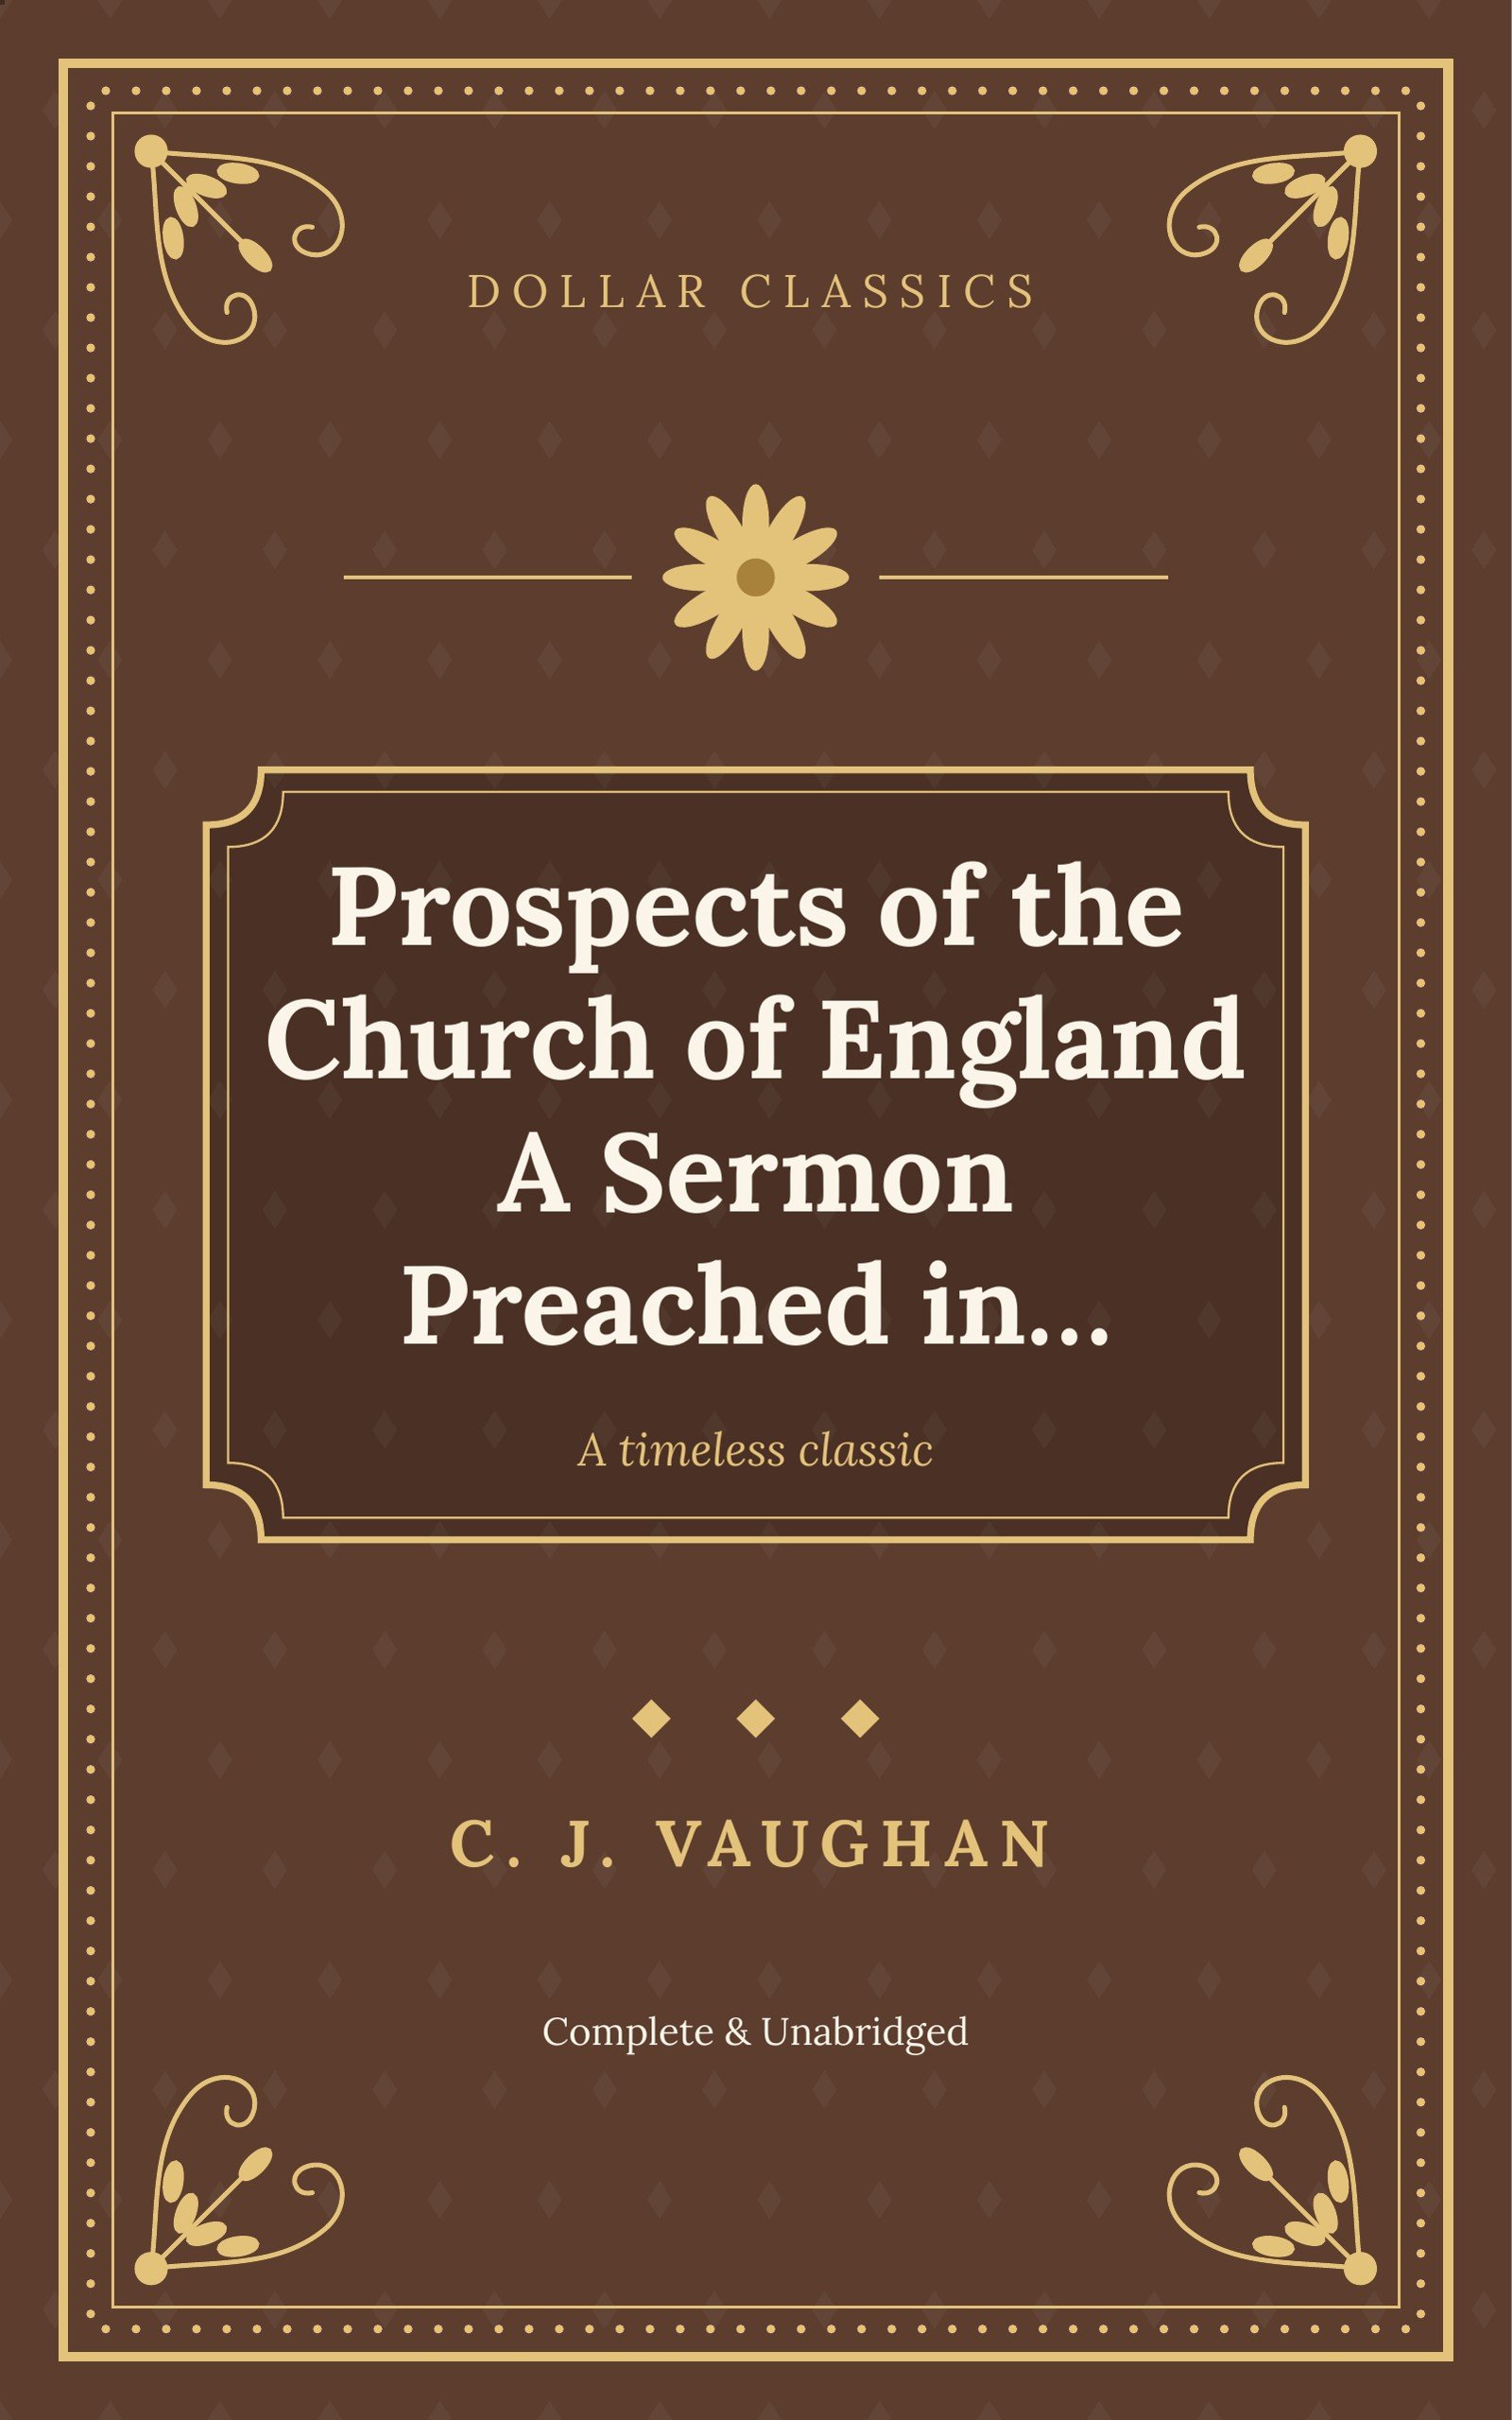 DOLLAR CLASSICS
Prospects of the
Church of England
A Sermon
Preached in...
A timeless classic
C. J. VAUGHAN
Complete & Unabridged